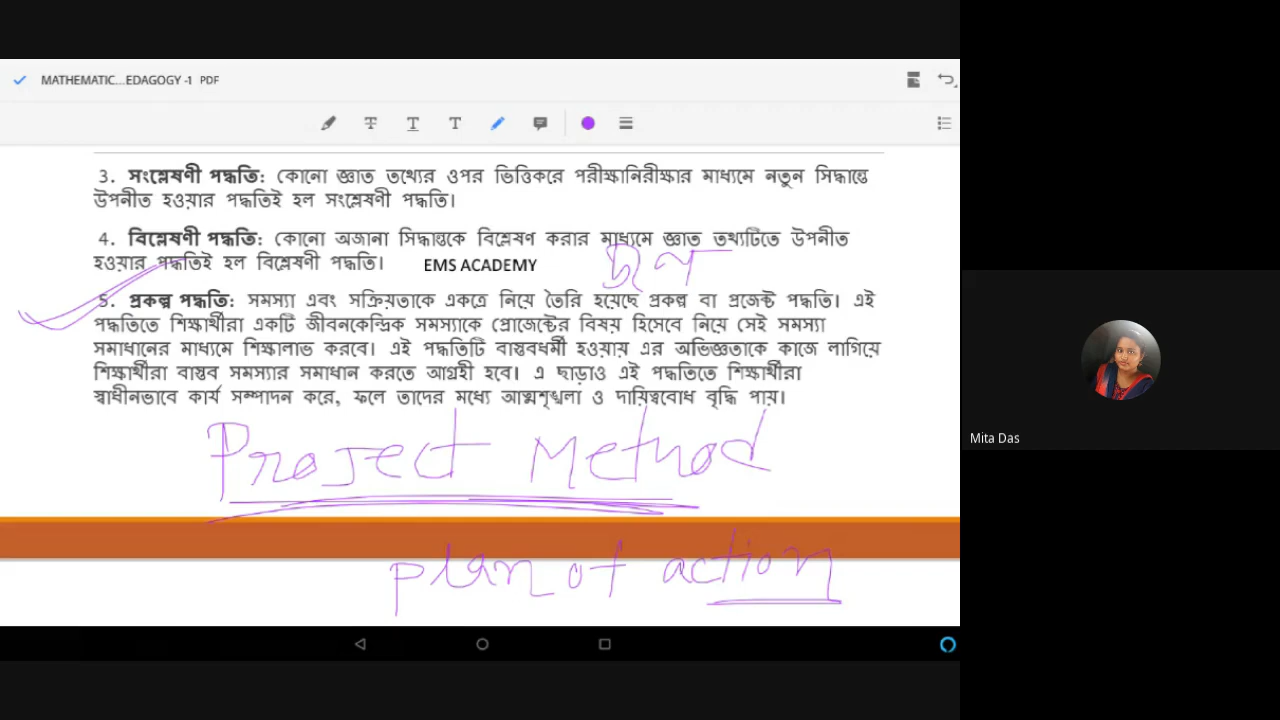 MATHEMATIC...EDAGOGY -1 PDF
3. সংশ্লেষণী পদ্ধতি: কোনো জ্ঞাত তথ্যের ওপর ভিত্তিকরে পরীক্ষানিরীক্ষার মাধ্যমে নতুন সিদ্ধান্তে
উপনীত হওয়ার পদ্ধতিই হল সংশ্লেষণী পদ্ধতি।
4. বিশ্লেষণী পদ্ধতি: কোনো অজানা সিদ্ধান্তকে বিশ্লেষণ করার মাধ্যমে জ্ঞাত তথ্যটিতে উপনীত
হওয়ার পদ্ধতিই হল বিশ্লেষণী পদ্ধতি।
EMS ACADEMY
5. প্রকল্প পদ্ধতি: সমস্যা এবং সক্রিয়তাকে একত্রে নিয়ে তৈরি হয়েছে প্রকল্প বা প্রজেক্ট পদ্ধতি। এই
পদ্ধতিতে শিক্ষার্থীরা একটি জীবনকেন্দ্রিক সমস্যাকে প্রোজেক্টের বিষয় হিসেবে নিয়ে সেই সমস্যা
সমাধানের মাধ্যমে শিক্ষালাভ করবে। এই পদ্ধতিটি বাস্তবধর্মী হওয়ায় এর অভিজ্ঞতাকে কাজে লাগিয়ে
শিক্ষার্থীরা বাস্তব সমস্যার সমাধান করতে আগ্রহী হবে। এ ছাড়াও এই পদ্ধতিতে শিক্ষার্থীরা
স্বাধীনভাবে কার্য সম্পাদন করে, ফলে তাদের মধ্যে আত্মশৃঙ্খলা ও দায়িত্ববোধ বৃদ্ধি পায়।
Project Method
plan of action
Mita Das